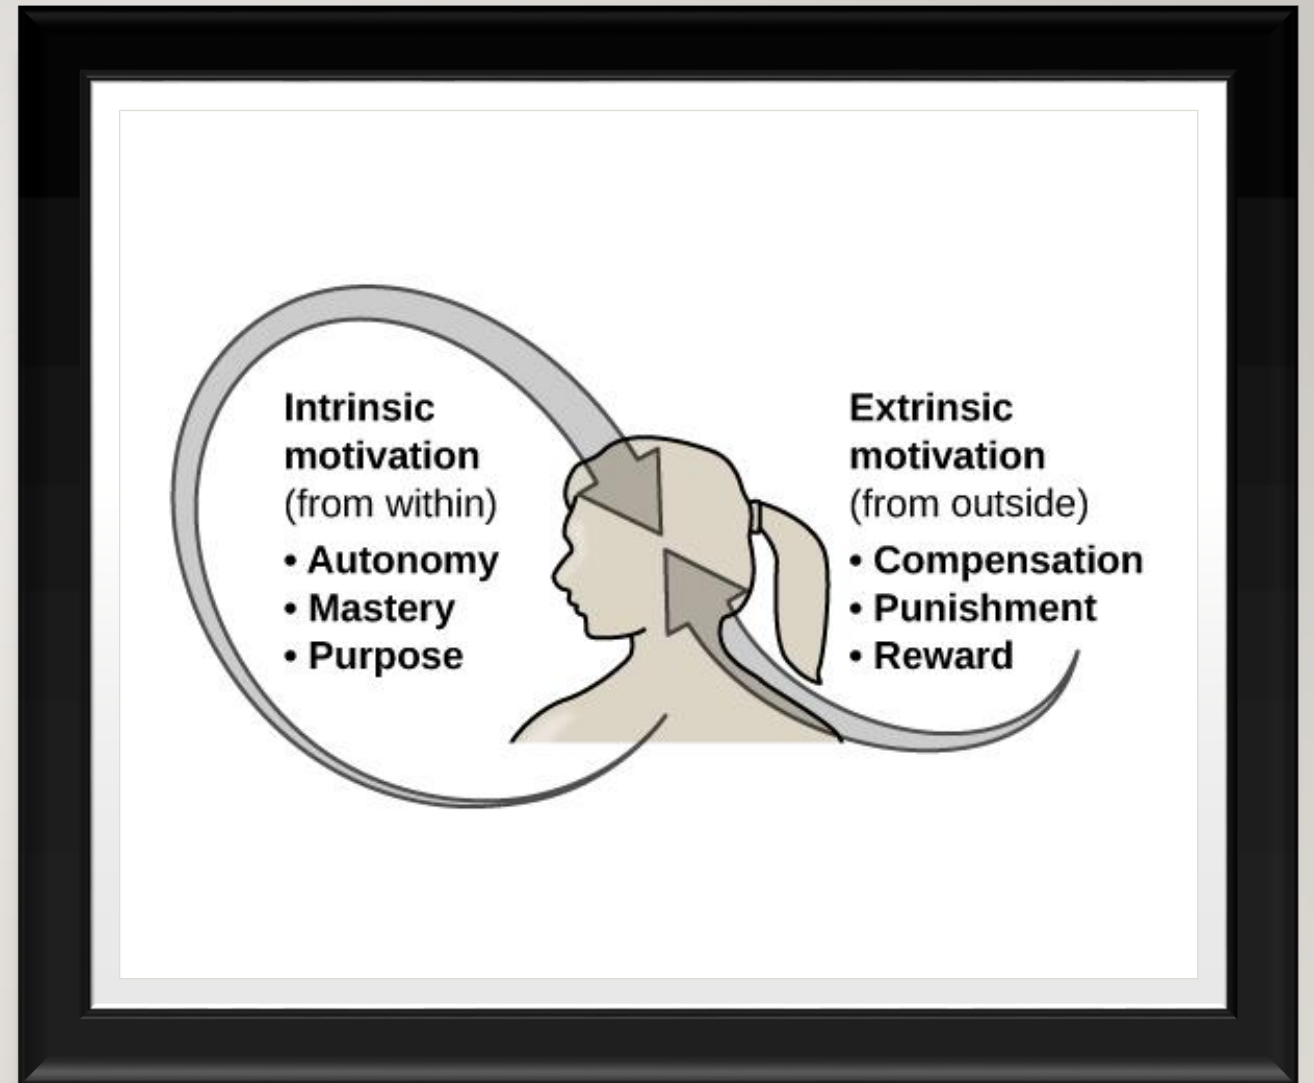 Intrinsic
motivation
(from within)
• Autonomy
• Mastery
• Purpose
Extrinsic
motivation
(from outside)
• Compensation
• Punishment
• Reward